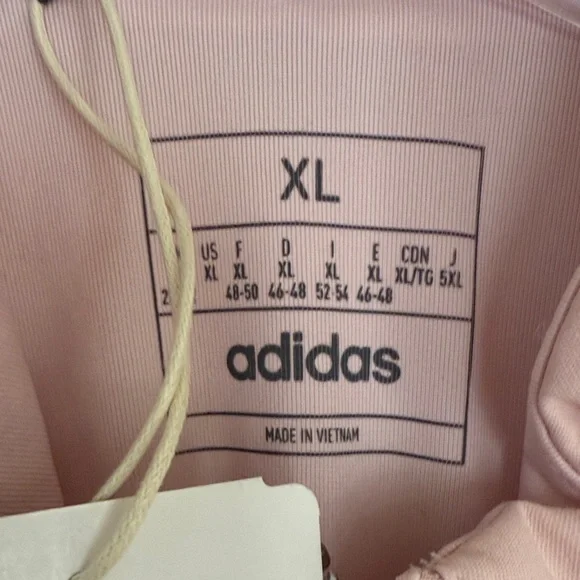 XL
US F D I E CON J
XL XL XL XL XL XL/TG 5XL
48-50 46-48 52-54 46-48
adidas
MADE IN VIETNAM